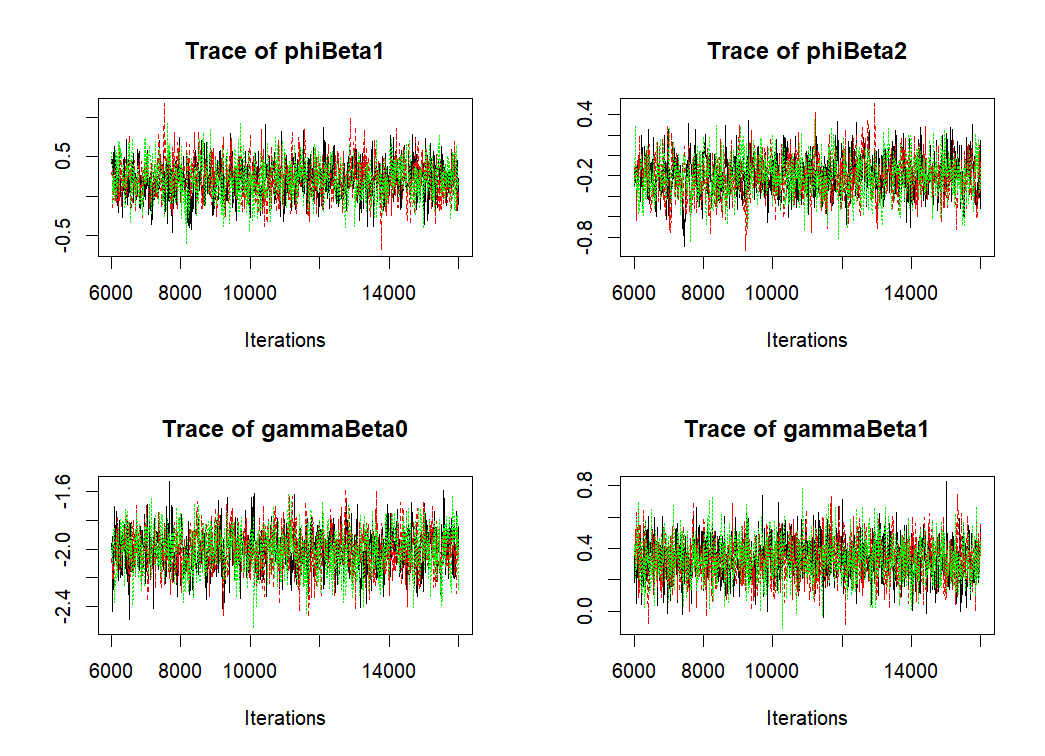 Trace of phiBeta1
0.5
-0.5
6000 8000 10000 14000
Iterations
Trace of phiBeta2
0.4
-0.2
-0.8
6000 8000 10000 14000
Iterations
Trace of gammaBeta0
-1.6
-2.0
-2.4
6000 8000 10000 14000
Iterations
Trace of gammaBeta1
0.8
0.4
0.0
6000 8000 10000 14000
Iterations